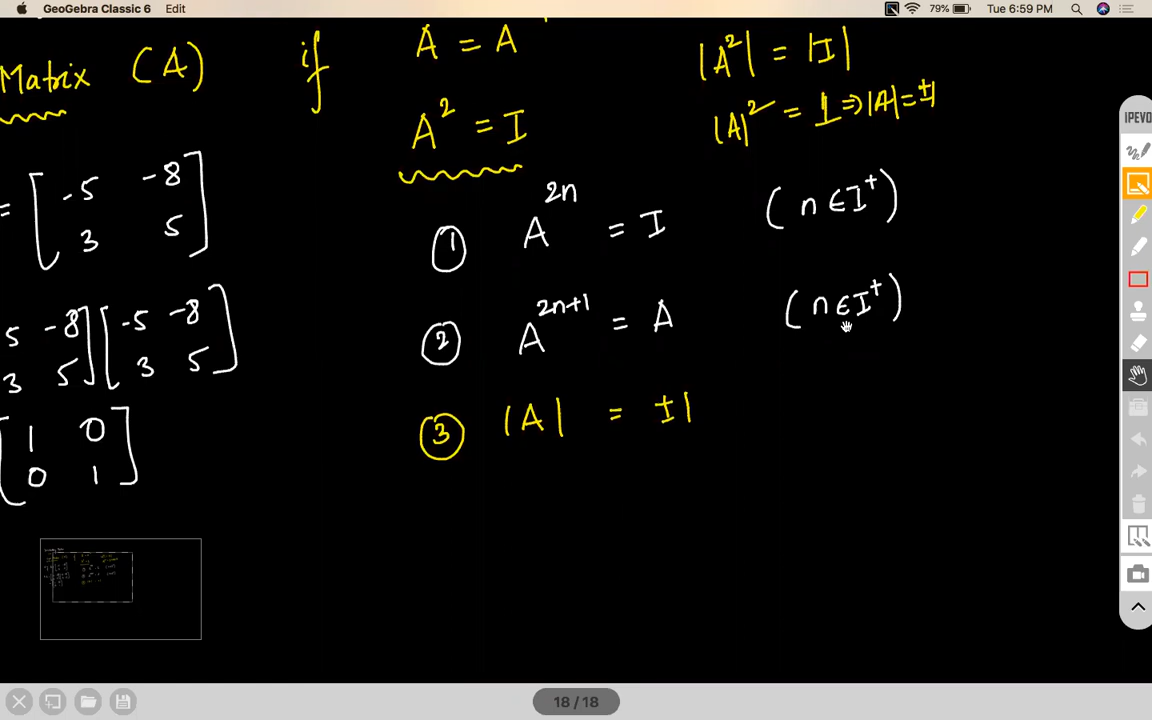 GeoGebra Classic 6 Edit 79% Tue 6:59 PM
Matrix (A) if A = A
|A²| = |I|
A² = I
|A|² = 1 ⇒ |A| = ±1
= [-5 -8
3 5]
① A²ⁿ = I (n ∈ I⁺)
② A²ⁿ⁺¹ = A (n ∈ I⁺)
5 -8] [-5 -8
3 5] [3 5]
③ |A| = ±1
[1 0
0 1]
IPEVO
18 / 18